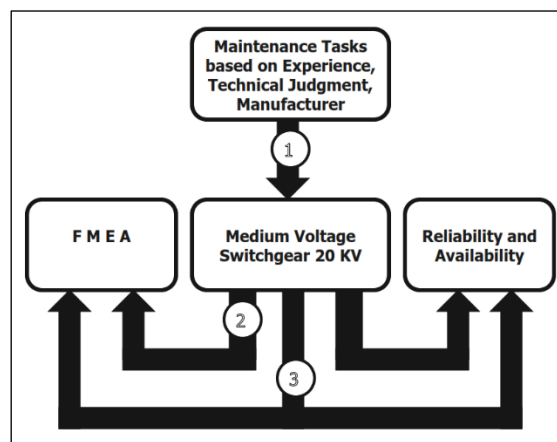 Maintenance Tasks
based on Experience,
Technical Judgment,
Manufacturer
1
F M E A
Medium Voltage
Switchgear 20 KV
Reliability and
Availability
2
3